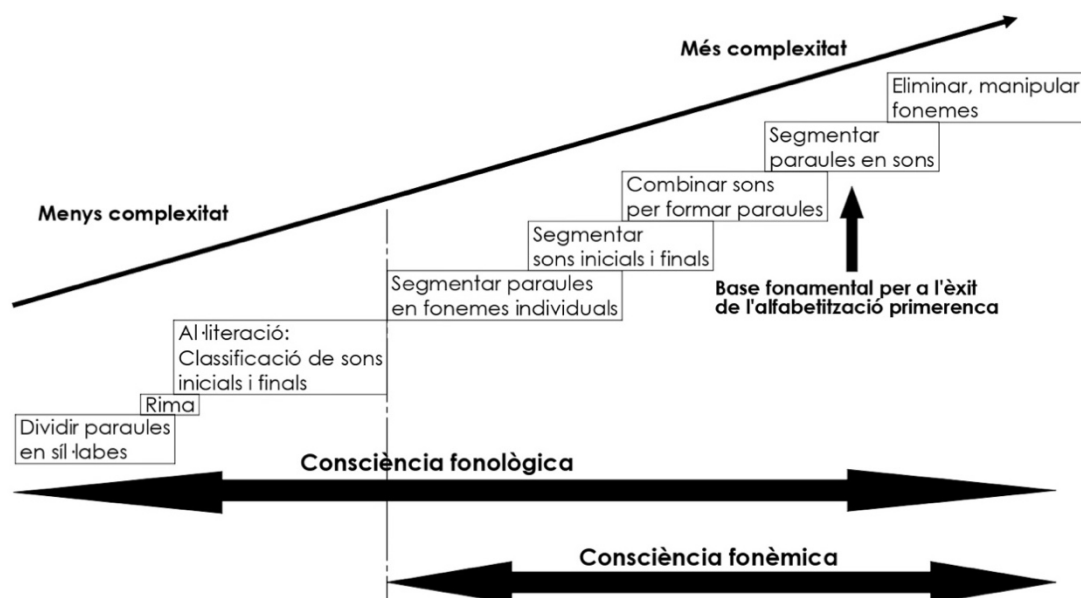 Més complexitat
Eliminar, manipular
fonemes
Segmentar
paraules en sons
Combinar sons
per formar paraules
Menys complexitat
Segmentar
sons inicials i finals
Segmentar paraules
en fonemes individuals
Base fonamental per a l'èxit
de l'alfabetització primerenca
Al·literació:
Classificació de sons
inicials i finals
Rima
Dividir paraules
en síl·labes
Consciència fonològica
Consciència fonèmica